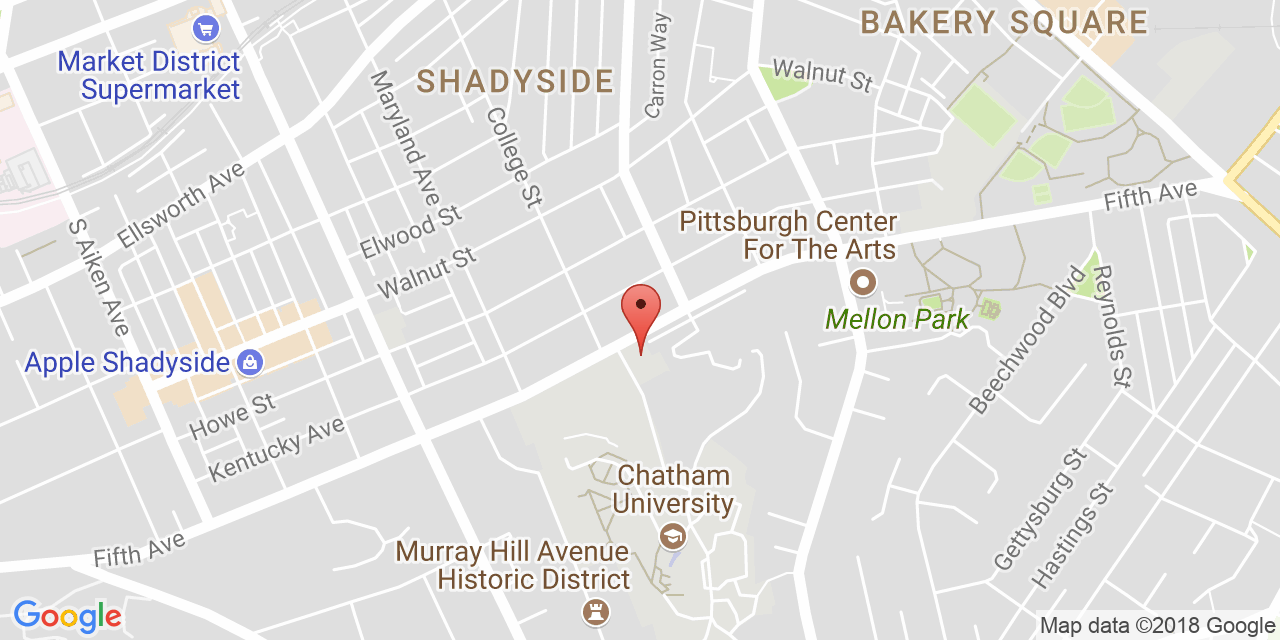 BAKERY SQUARE
Carron Way
Market District
Supermarket
SHADYSIDE
Walnut St
Maryland Ave
College St
Ellsworth Ave
Fifth Ave
Elwood St
Pittsburgh Center
For The Arts
S Aiken Ave
Walnut St
Beechwood Blvd
Reynolds St
Mellon Park
Apple Shadyside
Howe St
Kentucky Ave
Chatham
University
Gettysburg St
Hastings St
Fifth Ave
Murray Hill Avenue
Historic District
Google
Map data ©2018 Google